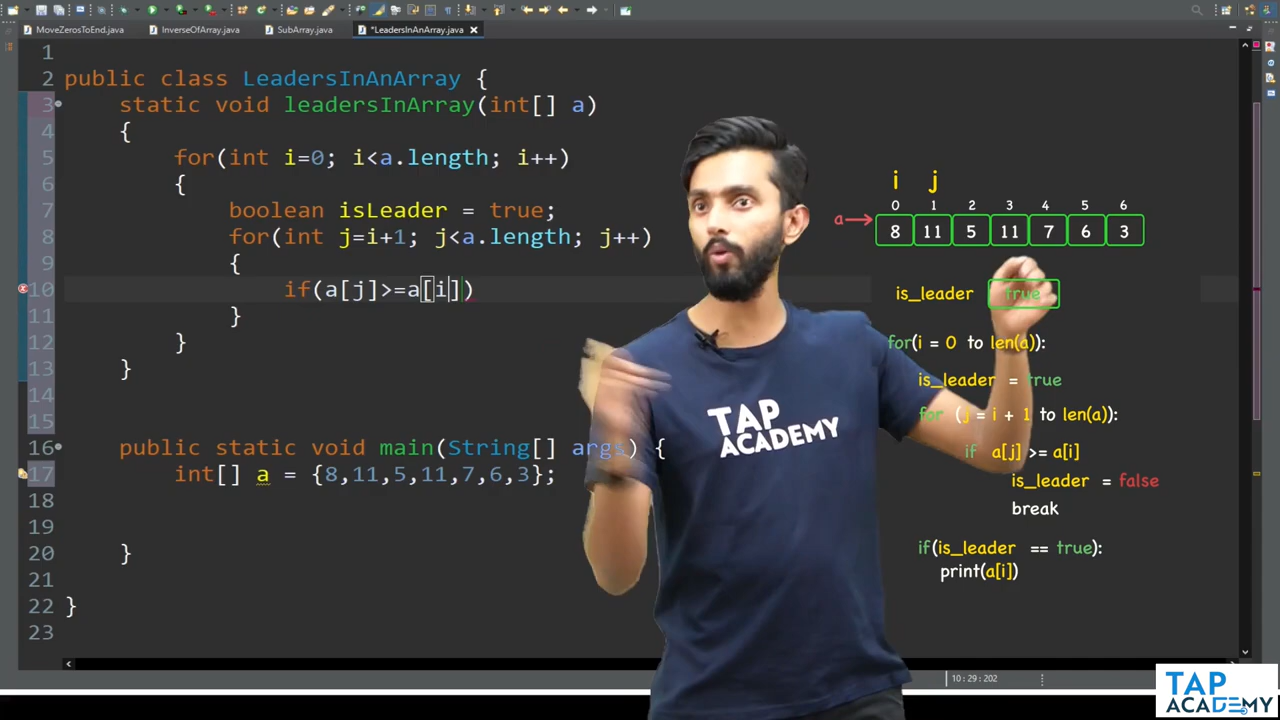 MoveZerosToEnd.java
InverseOfArray.java
SubArray.java
*LeadersInAnArray.java
1
2 public class LeadersInAnArray {
3 static void leadersInArray(int[] a)
4 {
5 for(int i=0; i<a.length; i++)
6 {
7 boolean isLeader = true;
8 for(int j=i+1; j<a.length; j++)
9 {
10 if(a[j]>=a[i])
11 }
12 }
13 }
14
15
16 public static void main(String[] args) {
17 int[] a = {8,11,5,11,7,6,3};
18
19
20 }
21
22 }
23
i j
0 1 2 3 4 5 6
a 8 11 5 11 7 6 3
is_leader true
for(i = 0 to len(a)):
is_leader = true
for (j = i + 1 to len(a)):
if a[j] >= a[i]
is_leader = false
break
if(is_leader == true):
print(a[i])
TAP
ACADEMY
10 : 29 : 202
TAP
ACADEMY